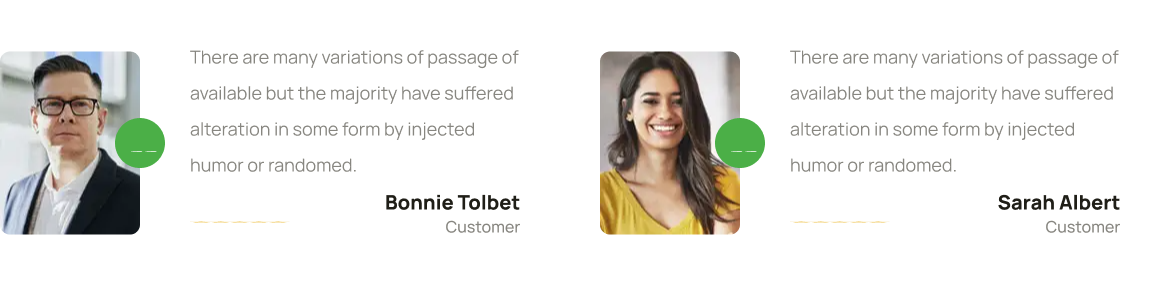 There are many variations of passage of
available but the majority have suffered
alteration in some form by injected
humor or randomed.
Bonnie Tolbet
Customer
There are many variations of passage of
available but the majority have suffered
alteration in some form by injected
humor or randomed.
Sarah Albert
Customer